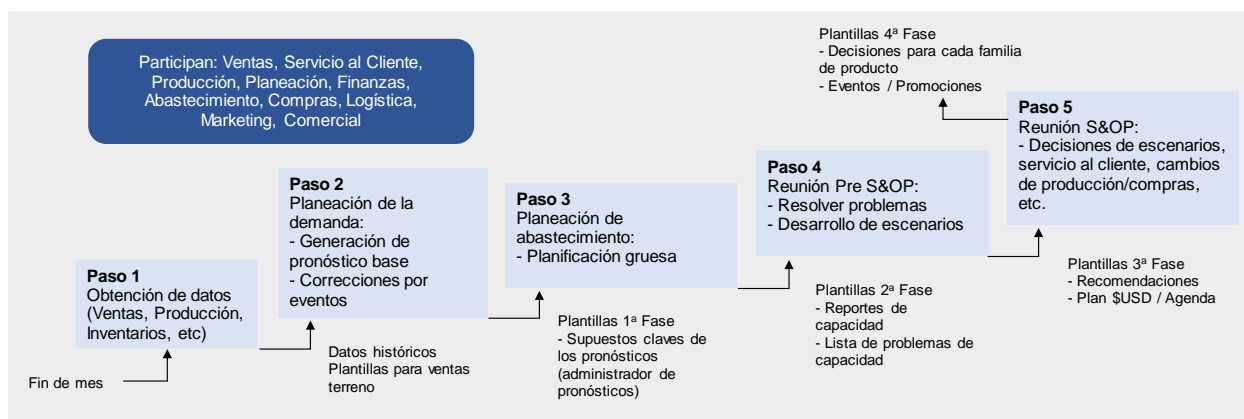 Participan: Ventas, Servicio al Cliente,
Producción, Planeación, Finanzas,
Abastecimiento, Compras, Logística,
Marketing, Comercial
Fin de mes
Paso 1
Obtención de datos
(Ventas, Producción,
Inventarios, etc)
Datos históricos
Plantillas para ventas
terreno
Paso 2
Planeación de la
demanda:
- Generación de
pronóstico base
- Correcciones por
eventos
Plantillas 1ª Fase
- Supuestos claves de
los pronósticos
(administrador de
pronósticos)
Paso 3
Planeación de
abastecimiento:
- Planificación gruesa
Plantillas 2ª Fase
- Reportes de
capacidad
- Lista de problemas de
capacidad
Paso 4
Reunión Pre S&OP:
- Resolver problemas
- Desarrollo de escenarios
Plantillas 3ª Fase
- Recomendaciones
- Plan $USD / Agenda
Paso 5
Reunión S&OP:
- Decisiones de escenarios,
servicio al cliente, cambios
de producción/compras,
etc.
Plantillas 4ª Fase
- Decisiones para cada familia
de producto
- Eventos / Promociones